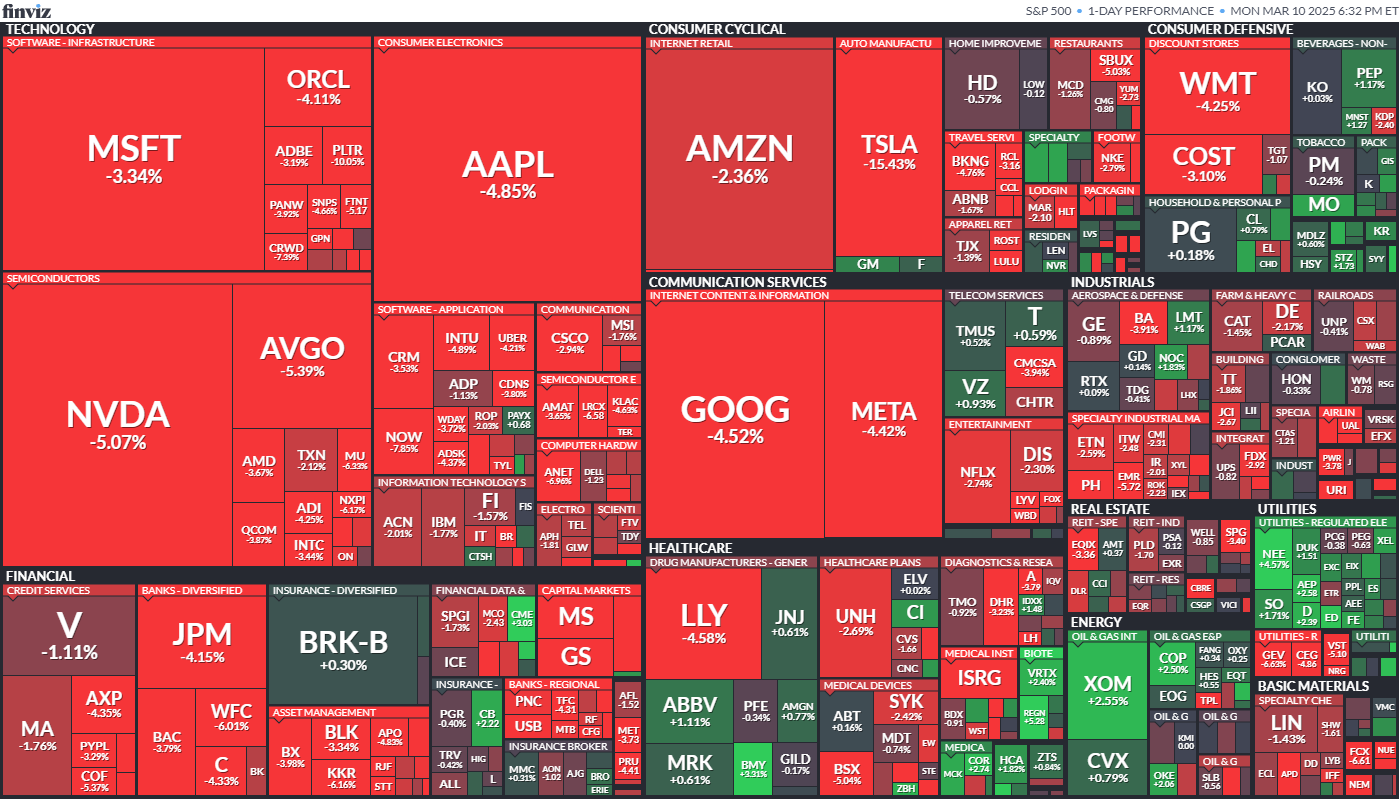 finviz
S&P 500 • 1-DAY PERFORMANCE • MON MAR 10 2025 6:32 PM ET
TECHNOLOGY
SOFTWARE - INFRASTRUCTURE
MSFT
-3.34%
ORCL
-4.11%
ADBE
-3.19%
PLTR
-10.05%
PANW
-3.92%
SNPS
-4.66%
FTNT
-5.17
CRWD
-7.39%
GPN
CONSUMER ELECTRONICS
AAPL
-4.85%
SEMICONDUCTORS
NVDA
-5.07%
AVGO
-5.39%
AMD
-3.67%
TXN
-2.12%
MU
-6.33%
QCOM
-3.87%
ADI
-4.25%
NXPI
-6.17%
INTC
-3.44%
ON
SOFTWARE - APPLICATION
CRM
-3.53%
INTU
-4.89%
UBER
-4.21%
ADP
-1.13%
CDNS
-3.80%
NOW
-7.85%
WDAY
-3.72%
ROP
-2.03%
PAYX
+0.68
ADSK
-4.37%
TYL
INFORMATION TECHNOLOGY S
ACN
-2.01%
IBM
-1.77%
FI
-1.57%
FIS
IT
BR
CTSH
COMMUNICATION
CSCO
-2.94%
MSI
-1.76%
SEMICONDUCTOR E
AMAT
-3.65%
LRCX
-6.58
KLAC
-4.63%
TER
COMPUTER HARDW
ANET
-6.96%
DELL
-1.23
ELECTRO
APH
-1.81
TEL
GLW
SCIENTI
FTV
TDY
CONSUMER CYCLICAL
INTERNET RETAIL
AMZN
-2.36%
AUTO MANUFACTU
TSLA
-15.43%
GM
F
HOME IMPROVEME
HD
-0.57%
LOW
-0.12
RESTAURANTS
MCD
-1.26%
SBUX
-5.03%
CMG
-0.80
YUM
-2.73
TRAVEL SERVI
BKNG
-4.76%
RCL
-3.16
CCL
ABNB
-1.67%
SPECIALTY
FOOTW
NKE
-2.79%
LODGIN
MAR
-2.10
HLT
PACKAGIN
APPAREL RET
TJX
-1.39%
ROST
LULU
RESIDEN
LEN
NVR
LVS
CONSUMER DEFENSIVE
DISCOUNT STORES
WMT
-4.25%
COST
-3.10%
TGT
-1.07
BEVERAGES - NON-
KO
+0.03%
PEP
+1.17%
MNST
+1.27
KDP
-2.40
TOBACCO
PM
-0.24%
MO
PACK
GIS
K
HOUSEHOLD & PERSONAL P
PG
+0.18%
CL
+0.79%
EL
CHD
MDLZ
+0.60%
HSY
STZ
+1.73
KR
SYY
COMMUNICATION SERVICES
INTERNET CONTENT & INFORMATION
GOOG
-4.52%
META
-4.42%
TELECOM SERVICES
TMUS
+0.52%
T
+0.59%
VZ
+0.93%
CMCSA
-3.94%
CHTR
ENTERTAINMENT
NFLX
-2.74%
DIS
-2.30%
LYV
FOX
WBD
INDUSTRIALS
AEROSPACE & DEFENSE
GE
-0.89%
BA
-3.91%
LMT
+1.17%
RTX
+0.09%
GD
+0.14%
NOC
+1.83%
TDG
-0.41%
LHX
SPECIALTY INDUSTRIAL MA
ETN
-2.59%
ITW
-2.48
CMI
-2.31
PH
EMR
-5.72
IR
-2.01
XYL
ROK
-2.23
IEX
FARM & HEAVY C
CAT
-1.45%
DE
-2.17%
PCAR
RAILROADS
UNP
-0.41%
CSX
WAB
BUILDING
TT
-1.86%
JCI
-2.67
LII
CONGLOMER
HON
-0.33%
WASTE
WM
-0.78
RSG
INTEGRAT
UPS
-0.82
FDX
-2.92
SPECIA
CTAS
-1.21
AIRLIN
UAL
VRSK
EFX
INDUST
PWR
-3.78
J
URI
HEALTHCARE
DRUG MANUFACTURERS - GENER
LLY
-4.58%
JNJ
+0.61%
ABBV
+1.11%
PFE
-0.34%
AMGN
+0.77%
MRK
+0.61%
BMY
+3.31%
GILD
-0.17%
HEALTHCARE PLANS
UNH
-2.69%
ELV
+0.02%
CI
CVS
-1.66
CNC
MEDICAL DEVICES
ABT
+0.16%
SYK
-2.42%
MDT
-0.74%
EW
BSX
-5.04%
STE
ZBH
DIAGNOSTICS & RESEA
TMO
-0.92%
DHR
-3.23%
A
-3.79
IQV
IDXX
+1.48
LH
MEDICAL INST
ISRG
BDX
-0.91
WST
BIOTE
VRTX
+2.40%
REGN
+5.28
MEDICA
MCK
COR
+2.74
HCA
+1.82%
ZTS
+0.84%
REAL ESTATE
REIT - SPE
EQIX
-3.36
AMT
+0.37
DLR
CCI
REIT - IND
PLD
-1.70
PSA
-0.12
EXR
REIT - RES
EQR
WELL
-0.85
SPG
-3.40
CBRE
CSGP
VICI
UTILITIES
UTILITIES - REGULATED ELE
NEE
+4.57%
DUK
+1.51
PCG
-0.38
PEG
-0.63
XEL
EXC
EIX
SO
+1.71%
AEP
+2.58
ETR
PPL
ES
D
+2.39
AEE
ED
FE
UTILITIES - R
GEV
-6.63%
CEG
-4.86
VST
-5.10
NRG
UTILITI
ENERGY
OIL & GAS INT
XOM
+2.55%
CVX
+0.79%
OIL & GAS E&P
COP
+2.50%
FANG
+0.34
OXY
+0.25
EOG
HES
+0.55
EQT
TPL
OIL & G
KMI
0.00
OKE
+2.06
OIL & G
OIL & G
SLB
-0.56
BASIC MATERIALS
SPECIALTY CHE
LIN
-1.43%
SHW
-1.61
ECL
APD
DD
LYB
IFF
VMC
FCX
-6.61
NUE
NEM
FINANCIAL
CREDIT SERVICES
V
-1.11%
MA
-1.76%
AXP
-4.35%
PYPL
-3.29%
COF
-5.37%
BANKS - DIVERSIFIED
JPM
-4.15%
BAC
-3.79%
WFC
-6.01%
C
-4.33%
BK
INSURANCE - DIVERSIFIED
BRK-B
+0.30%
ASSET MANAGEMENT
BX
-3.98%
BLK
-3.34%
KKR
-6.16%
APO
-4.83%
RJF
STT
FINANCIAL DATA &
SPGI
-1.73%
MCO
-2.43
CME
+3.03
ICE
CAPITAL MARKETS
MS
GS
INSURANCE -
PGR
-0.40%
CB
+2.22
TRV
-0.42%
HIG
ALL
L
BANKS - REGIONAL
PNC
TFC
-4.31
USB
MTB
RF
CFG
INSURANCE BROKER
MMC
+0.31%
AON
-1.02
AJG
BRO
ERIE
AFL
-1.52
MET
-3.73
PRU
-4.41